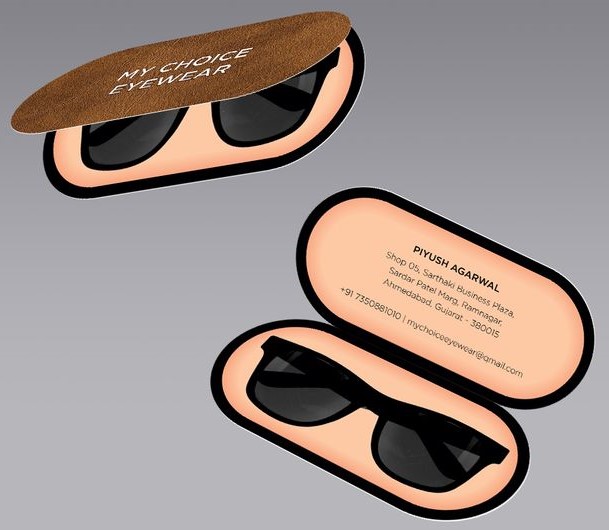 MY CHOICE
EYEWEAR
PIYUSH AGARWAL
Shop 05, Sarthaki Business Plaza,
Sardar Patel Marg, Ramnagar,
Ahmedabad, Gujarat - 380015
+91 7350881010 | mychoiceeyewear@gmail.com